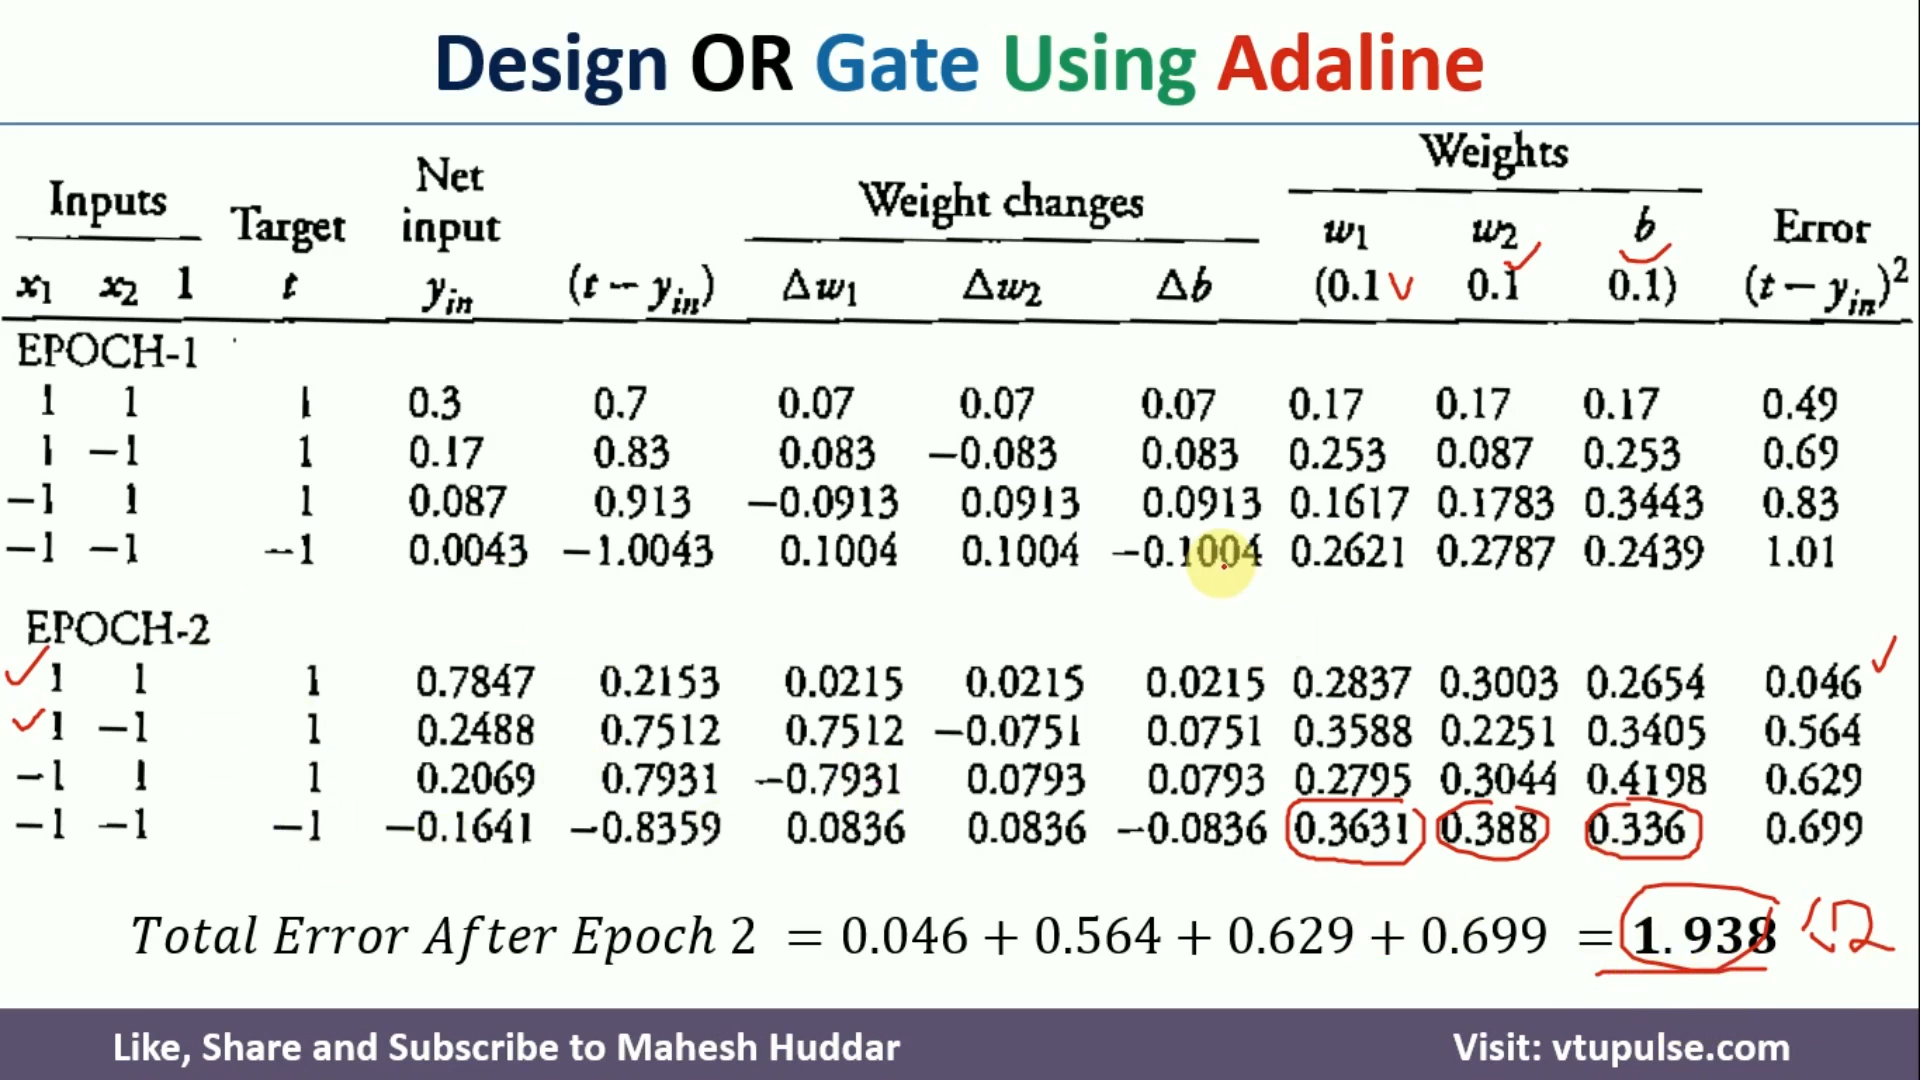 Design OR Gate Using Adaline
Inputs Target Net input Weight changes Weights Error
w₁ w₂ b
x₁ x₂ 1 t yᵢₙ (t − yᵢₙ) Δw₁ Δw₂ Δb (0.1 0.1 0.1) (t − yᵢₙ)²
EPOCH-1
1 1 1 0.3 0.7 0.07 0.07 0.07 0.17 0.17 0.17 0.49
1 −1 1 0.17 0.83 0.083 −0.083 0.083 0.253 0.087 0.253 0.69
−1 1 1 0.087 0.913 −0.0913 0.0913 0.0913 0.1617 0.1783 0.3443 0.83
−1 −1 −1 0.0043 −1.0043 0.1004 0.1004 −0.1004 0.2621 0.2787 0.2439 1.01
EPOCH-2
1 1 1 0.7847 0.2153 0.0215 0.0215 0.0215 0.2837 0.3003 0.2654 0.046
1 −1 1 0.2488 0.7512 0.7512 −0.0751 0.0751 0.3588 0.2251 0.3405 0.564
−1 1 1 0.2069 0.7931 −0.7931 0.0793 0.0793 0.2795 0.3044 0.4198 0.629
−1 −1 −1 −0.1641 −0.8359 0.0836 0.0836 −0.0836 0.3631 0.388 0.336 0.699
Total Error After Epoch 2 = 0.046 + 0.564 + 0.629 + 0.699 = 1.938
Like, Share and Subscribe to Mahesh Huddar
Visit: vtupulse.com